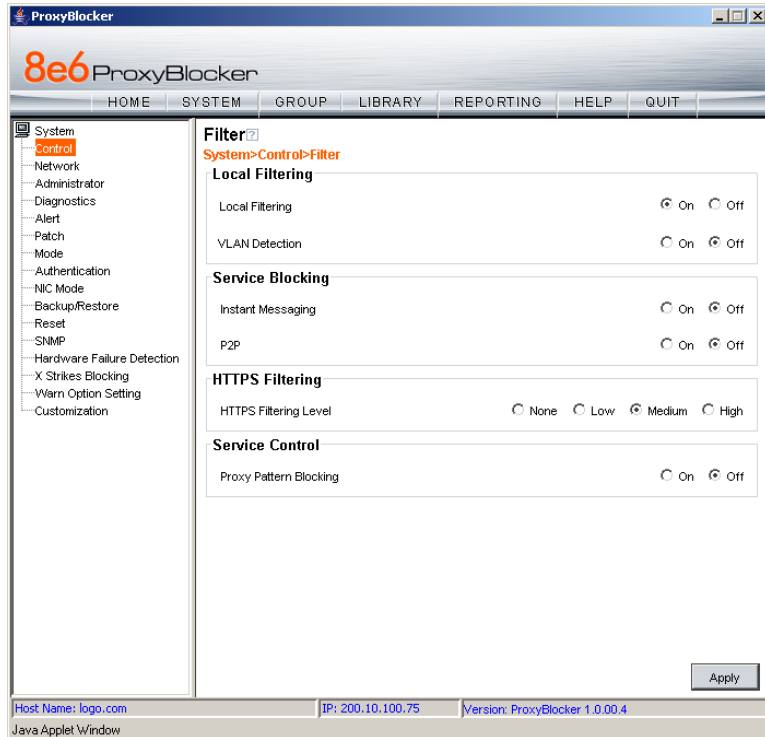 ProxyBlocker
8e6 ProxyBlocker
HOME SYSTEM GROUP LIBRARY REPORTING HELP QUIT
System
Control
Network
Administrator
Diagnostics
Alert
Patch
Mode
Authentication
NIC Mode
Backup/Restore
Reset
SNMP
Hardware Failure Detection
X Strikes Blocking
Warn Option Setting
Customization
Filter ?
System>Control>Filter
Local Filtering
Local Filtering On Off
VLAN Detection On Off
Service Blocking
Instant Messaging On Off
P2P On Off
HTTPS Filtering
HTTPS Filtering Level None Low Medium High
Service Control
Proxy Pattern Blocking On Off
Apply
Host Name: logo.com IP: 200.10.100.75 Version: ProxyBlocker 1.0.00.4
Java Applet Window